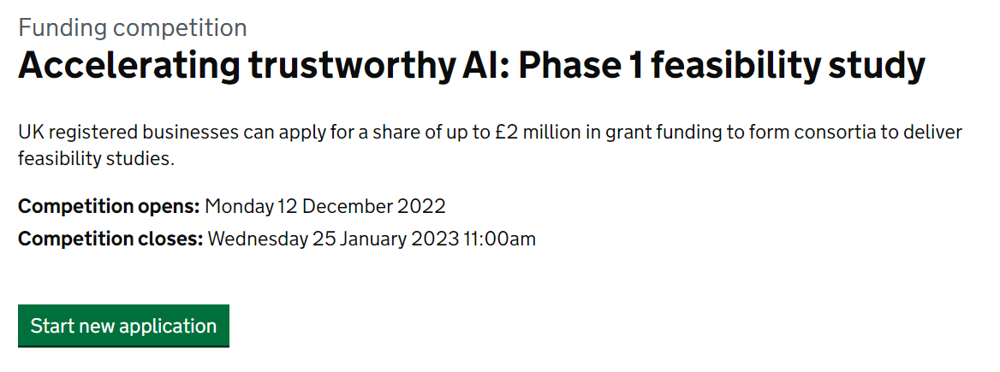 Funding competition
Accelerating trustworthy AI: Phase 1 feasibility study
UK registered businesses can apply for a share of up to £2 million in grant funding to form consortia to deliver
feasibility studies.
Competition opens: Monday 12 December 2022
Competition closes: Wednesday 25 January 2023 11:00am
Start new application